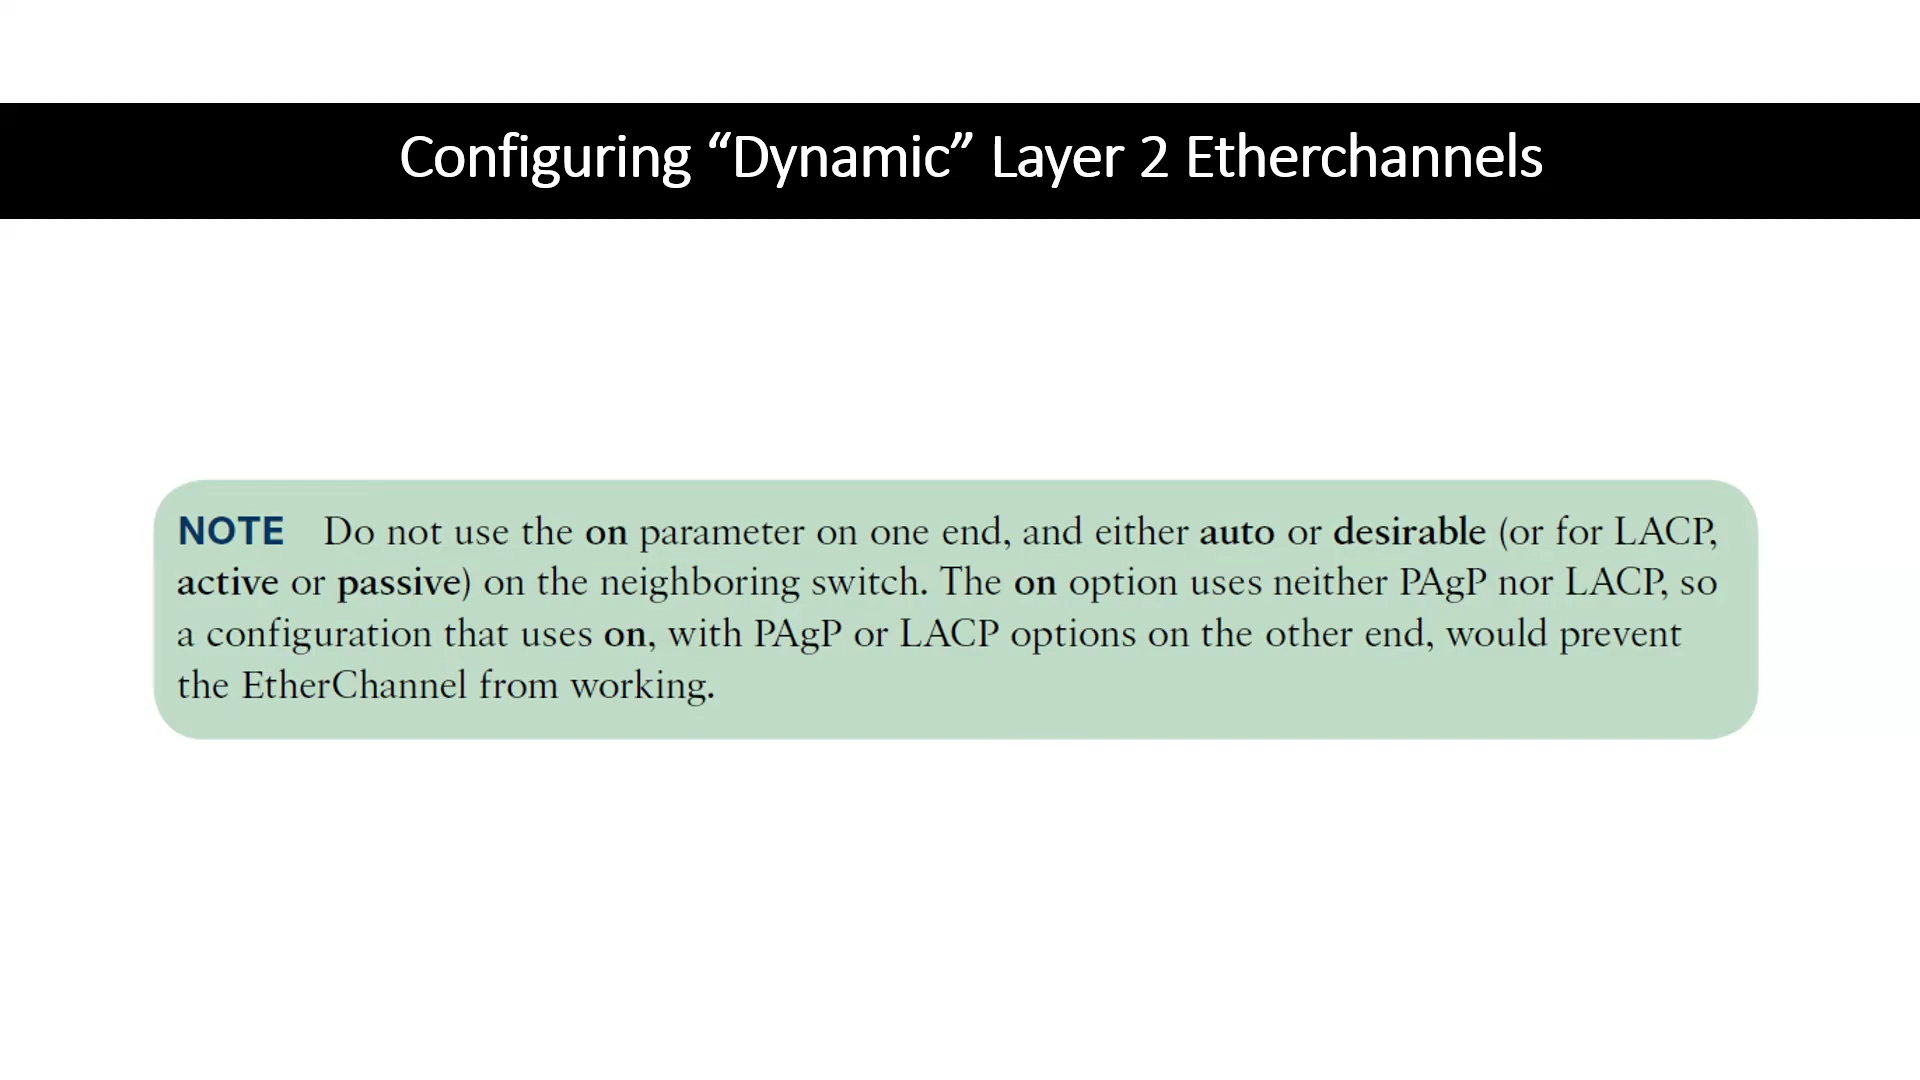 Configuring “Dynamic” Layer 2 Etherchannels
NOTE Do not use the on parameter on one end, and either auto or desirable (or for LACP,
active or passive) on the neighboring switch. The on option uses neither PAgP nor LACP, so
a configuration that uses on, with PAgP or LACP options on the other end, would prevent
the EtherChannel from working.